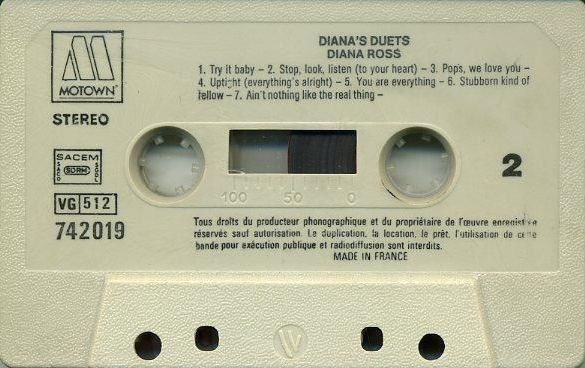 DIANA'S DUETS
DIANA ROSS
1. Try it baby – 2. Stop, look, listen (to your heart) – 3. Pops, we love you –
4. Uptight (everything's alright) – 5. You are everything – 6. Stubborn kind of
fellow – 7. Ain't nothing like the real thing –
MOTOWN
STEREO
SACEM
SACD SDRM SGDL
VG 512
742019
2
100 50 0
Tous droits du producteur phonographique et du propriétaire de l'œuvre enregistrée
réservés sauf autorisation. Le duplication, la location, le prêt, l'utilisation de cette
bande pour exécution publique et radiodiffusion sont interdits.
MADE IN FRANCE